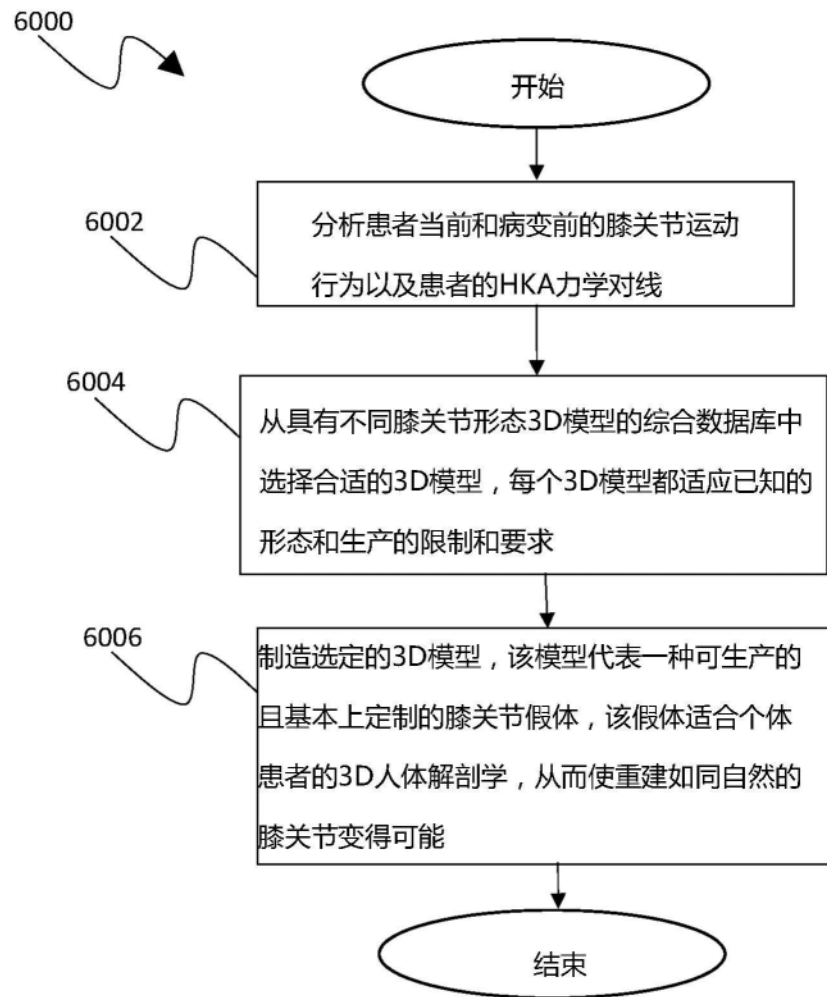 6000
开始
6002
分析患者当前和病变前的膝关节运动
行为以及患者的HKA力学对线
6004
从具有不同膝关节形态3D模型的综合数据库中
选择合适的3D模型，每个3D模型都适应已知的
形态和生产的限制和要求
6006
制造选定的3D模型，该模型代表一种可生产的
且基本上定制的膝关节假体，该假体适合个体
患者的3D人体解剖学，从而使重建如同自然的
膝关节变得可能
结束